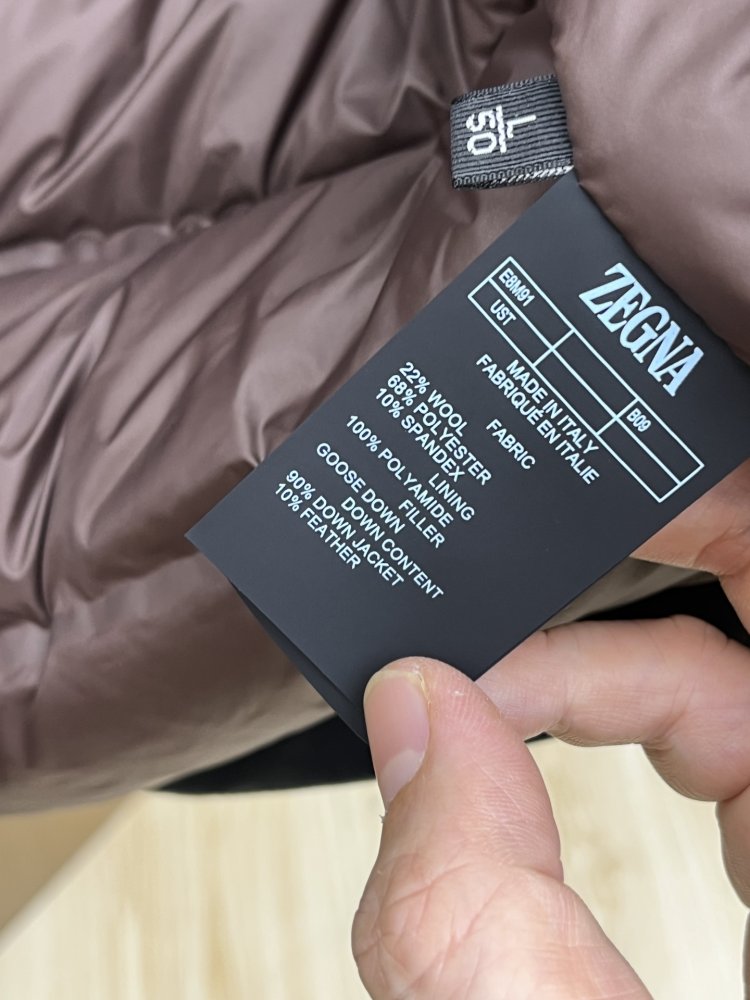 L
50
ZEGNA
E8M91
UST
B09
MADE IN ITALY
FABRIQUÉ EN ITALIE
FABRIC
22% WOOL
68% POLYESTER
10% SPANDEX
LINING
100% POLYAMIDE
FILLER
GOOSE DOWN
DOWN CONTENT
90% DOWN JACKET
10% FEATHER